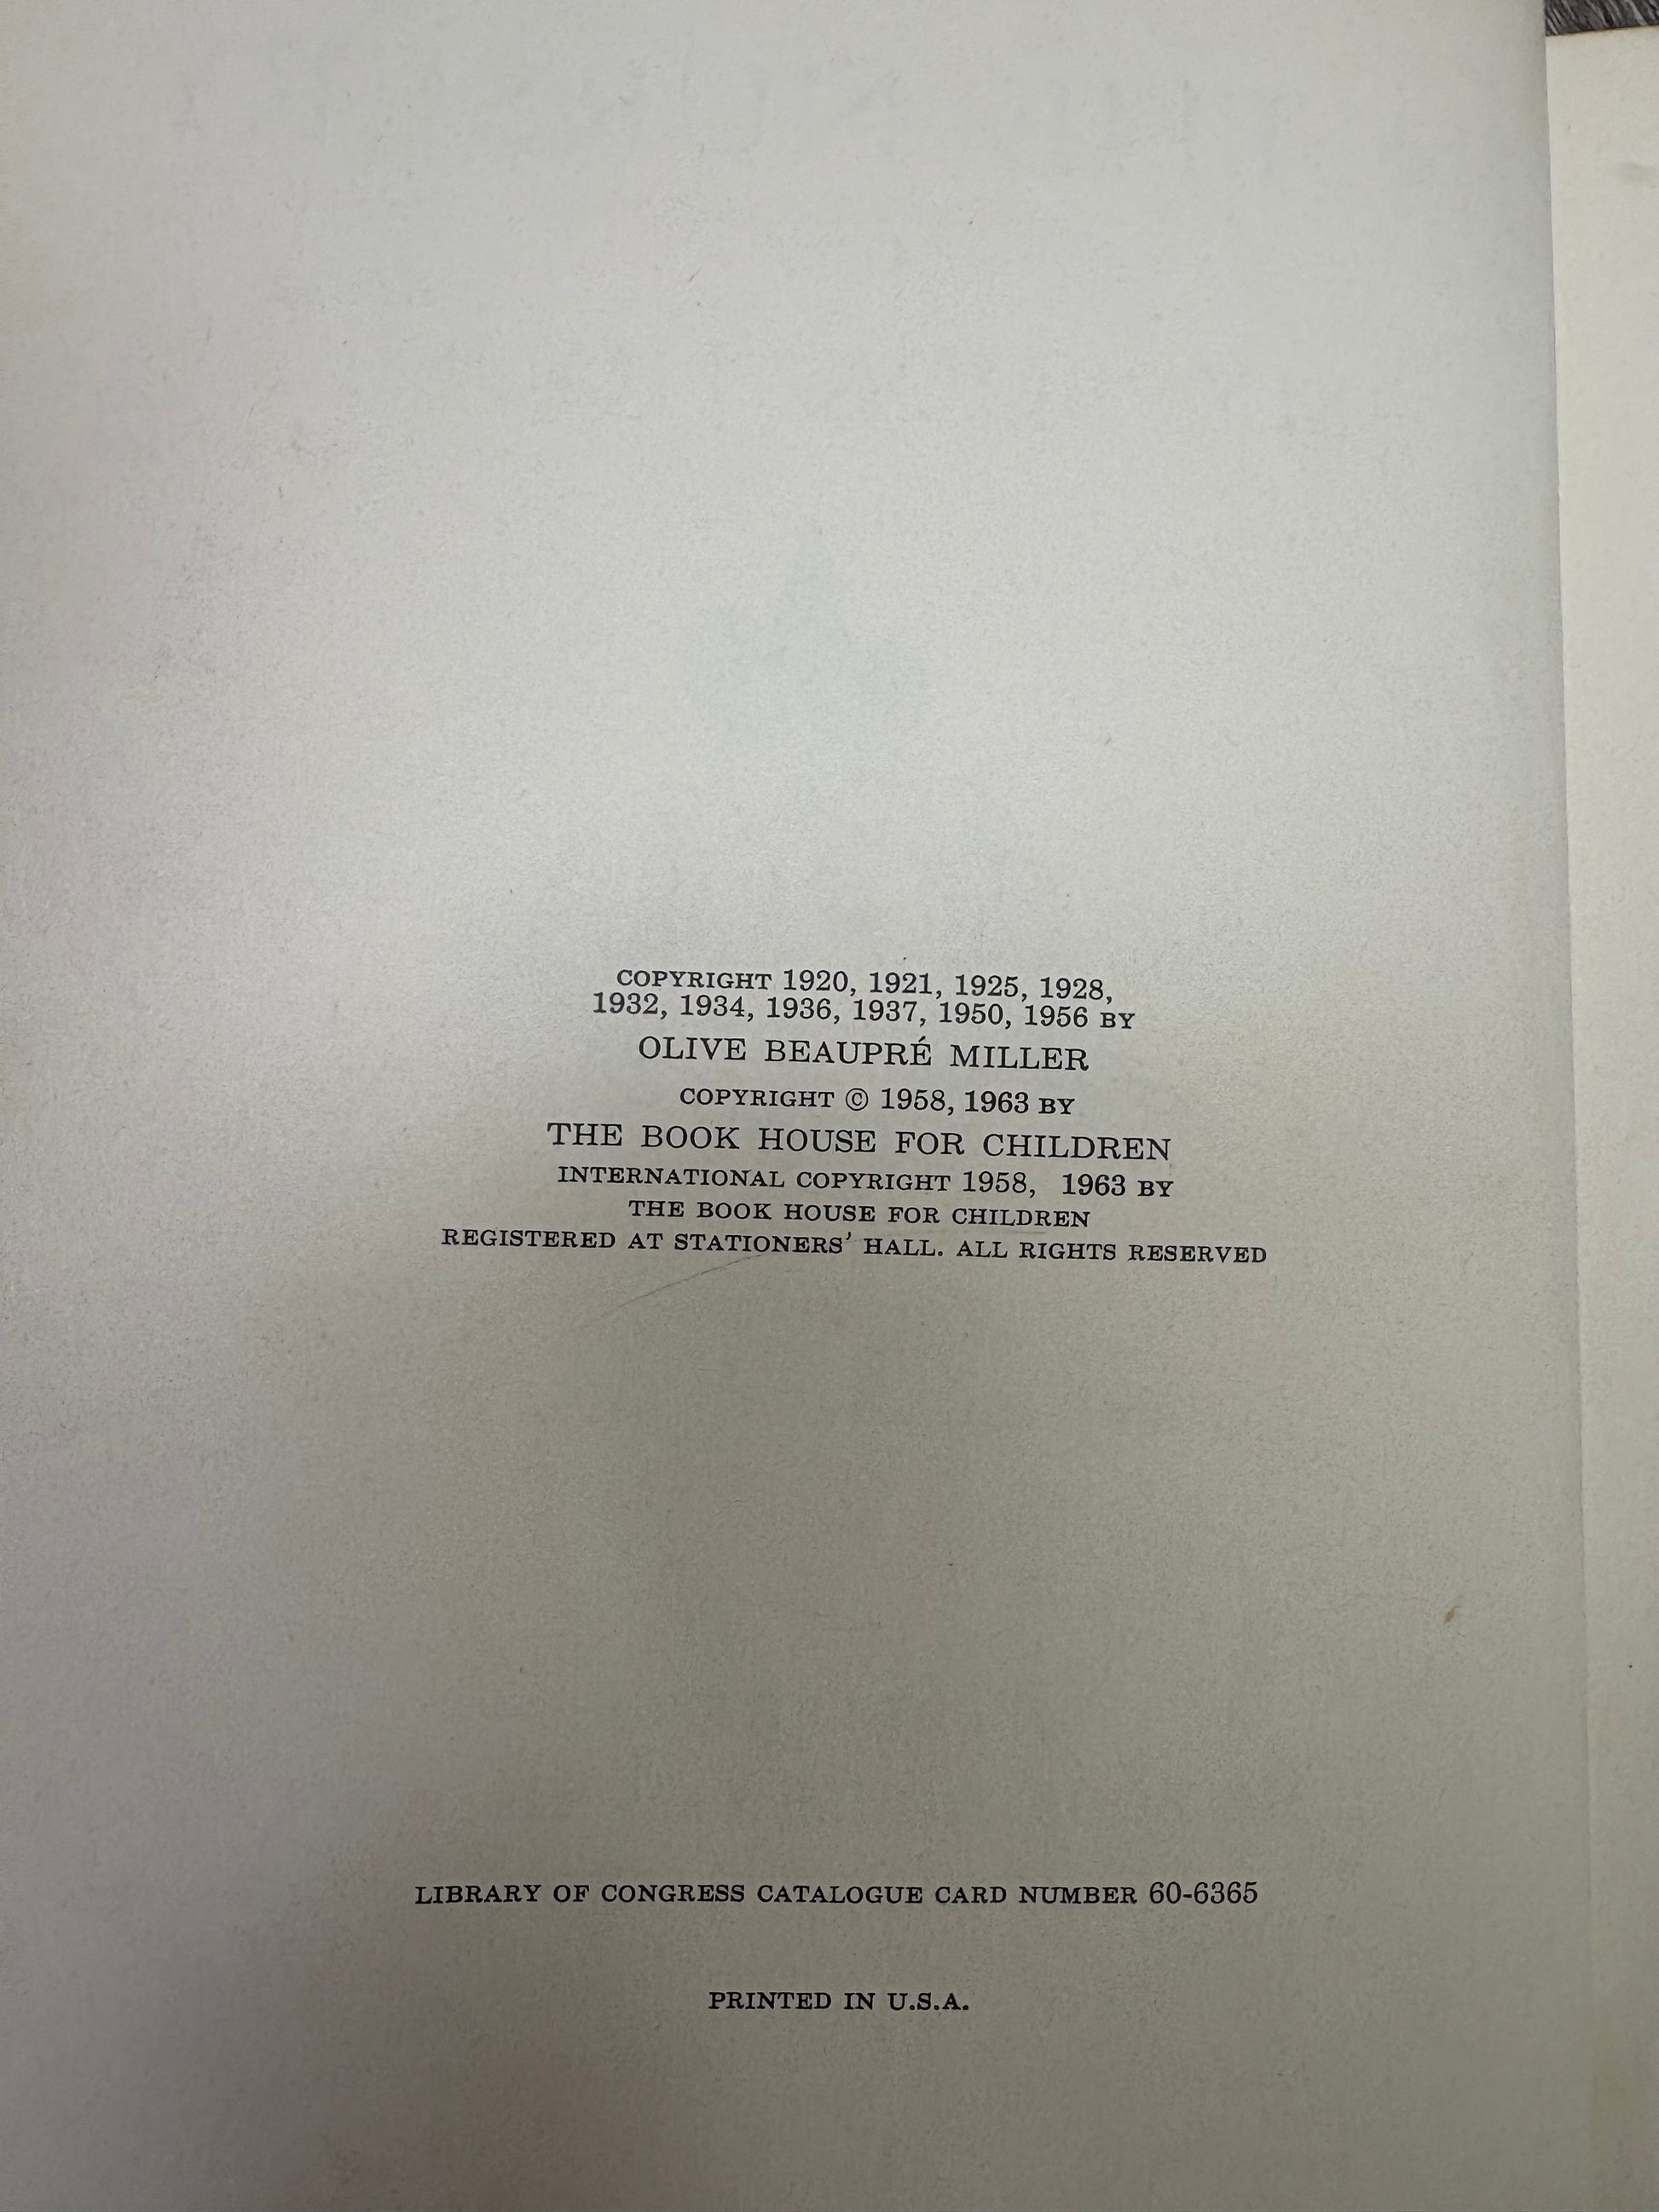 COPYRIGHT 1920, 1921, 1925, 1928,
1932, 1934, 1936, 1937, 1950, 1956 BY
OLIVE BEAUPRÉ MILLER
COPYRIGHT © 1958, 1963 BY
THE BOOK HOUSE FOR CHILDREN
INTERNATIONAL COPYRIGHT 1958, 1963 BY
THE BOOK HOUSE FOR CHILDREN
REGISTERED AT STATIONERS' HALL. ALL RIGHTS RESERVED
LIBRARY OF CONGRESS CATALOGUE CARD NUMBER 60-6365
PRINTED IN U.S.A.